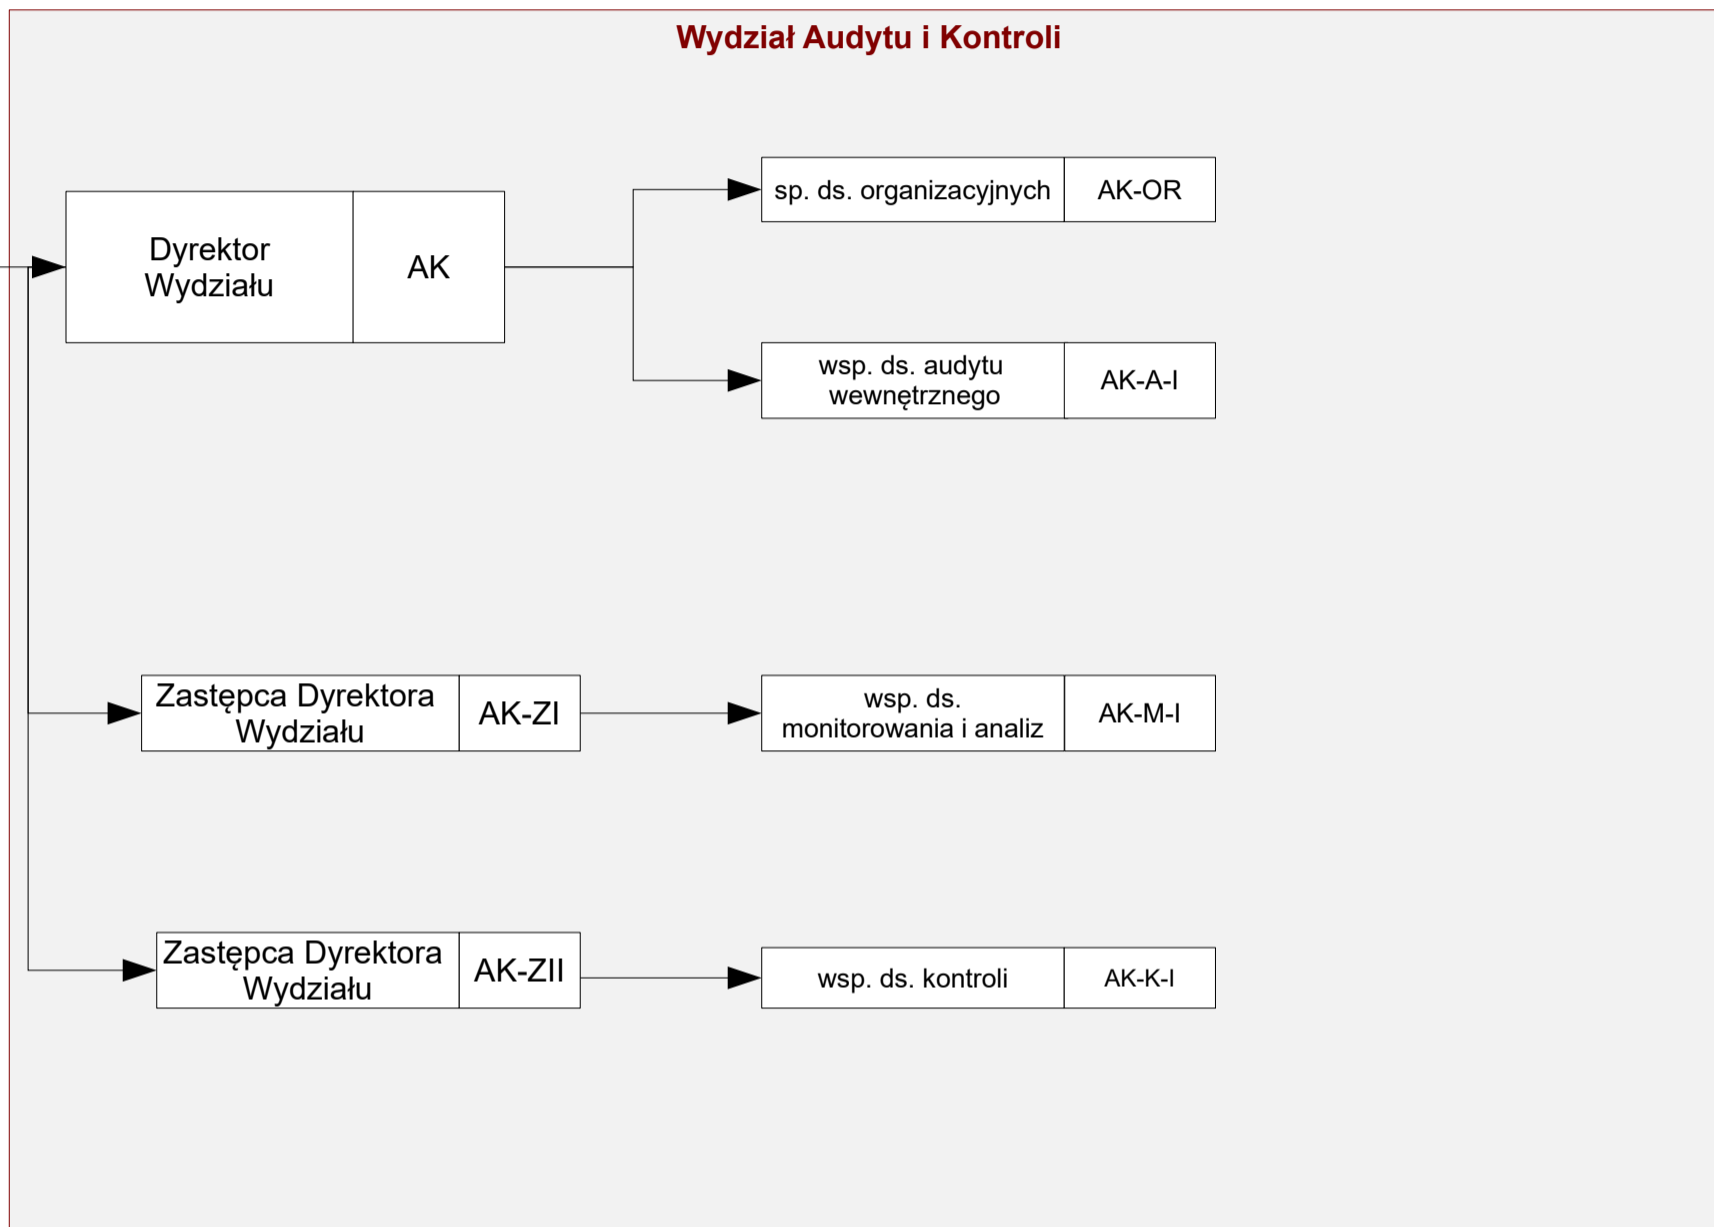 Wydział Audytu i Kontroli
Dyrektor
Wydziału
AK
sp. ds. organizacyjnych
AK-OR
wsp. ds. audytu
wewnętrznego
AK-A-I
Zastępca Dyrektora
Wydziału
AK-ZI
wsp. ds.
monitorowania i analiz
AK-M-I
Zastępca Dyrektora
Wydziału
AK-ZII
wsp. ds. kontroli
AK-K-I